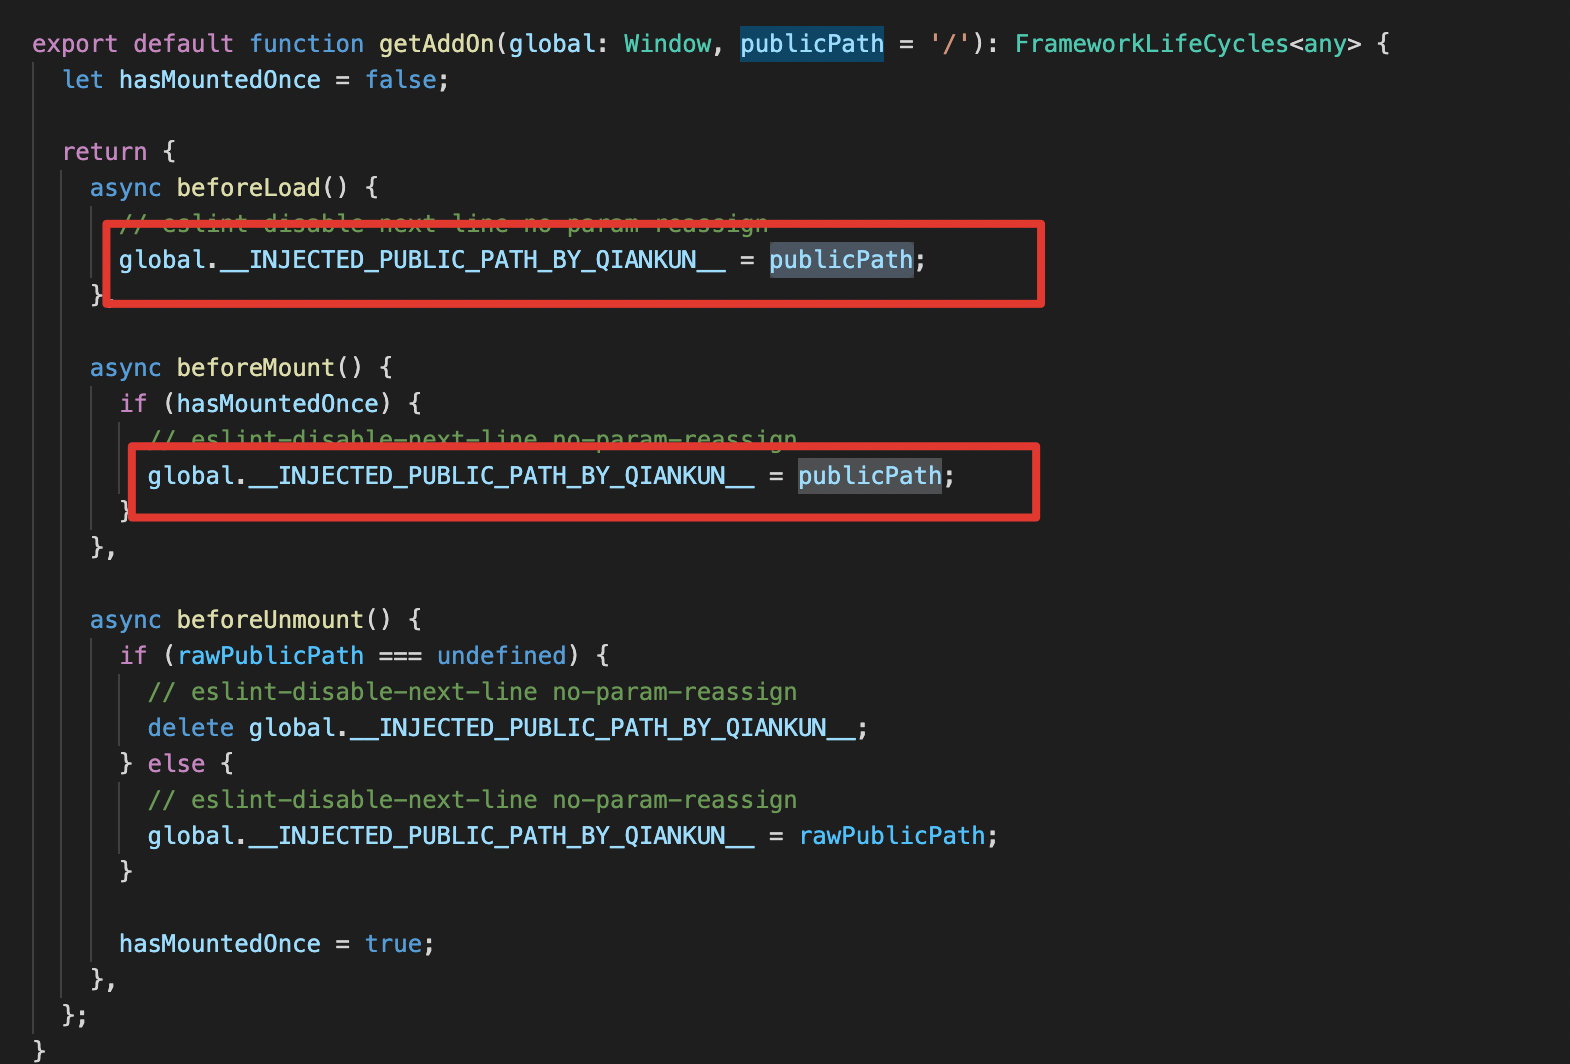 export default function getAddOn(global: Window, publicPath = '/'): FrameworkLifeCycles<any> {
let hasMountedOnce = false;
return {
async beforeLoad() {
// eslint-disable-next-line no-param-reassign
global.__INJECTED_PUBLIC_PATH_BY_QIANKUN__ = publicPath;
},
async beforeMount() {
if (hasMountedOnce) {
// eslint-disable-next-line no-param-reassign
global.__INJECTED_PUBLIC_PATH_BY_QIANKUN__ = publicPath;
}
},
async beforeUnmount() {
if (rawPublicPath === undefined) {
// eslint-disable-next-line no-param-reassign
delete global.__INJECTED_PUBLIC_PATH_BY_QIANKUN__;
} else {
// eslint-disable-next-line no-param-reassign
global.__INJECTED_PUBLIC_PATH_BY_QIANKUN__ = rawPublicPath;
}
hasMountedOnce = true;
},
};
}